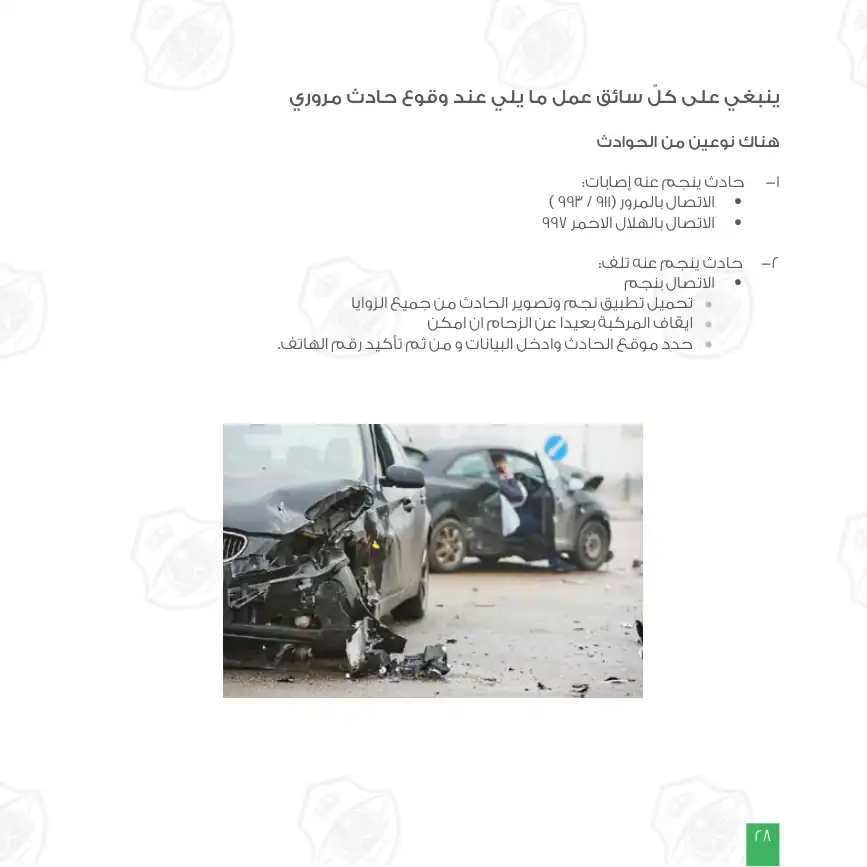 ينبغي على كلّ سائق عمل ما يلي عند وقوع حادث مروري
هناك نوعين من الحوادث
١- حادث ينجم عنه إصابات:
• الاتصال بالمرور (٩١١ / ٩٩٣ )
• الاتصال بالهلال الاحمر ٩٩٧
٢- حادث ينجم عنه تلف:
• الاتصال بنجم
• تحميل تطبيق نجم وتصوير الحادث من جميع الزوايا
• ايقاف المركبة بعيدا عن الزحام ان امكن
• حدد موقع الحادث وادخل البيانات و من ثم تأكيد رقم الهاتف.
٢٨